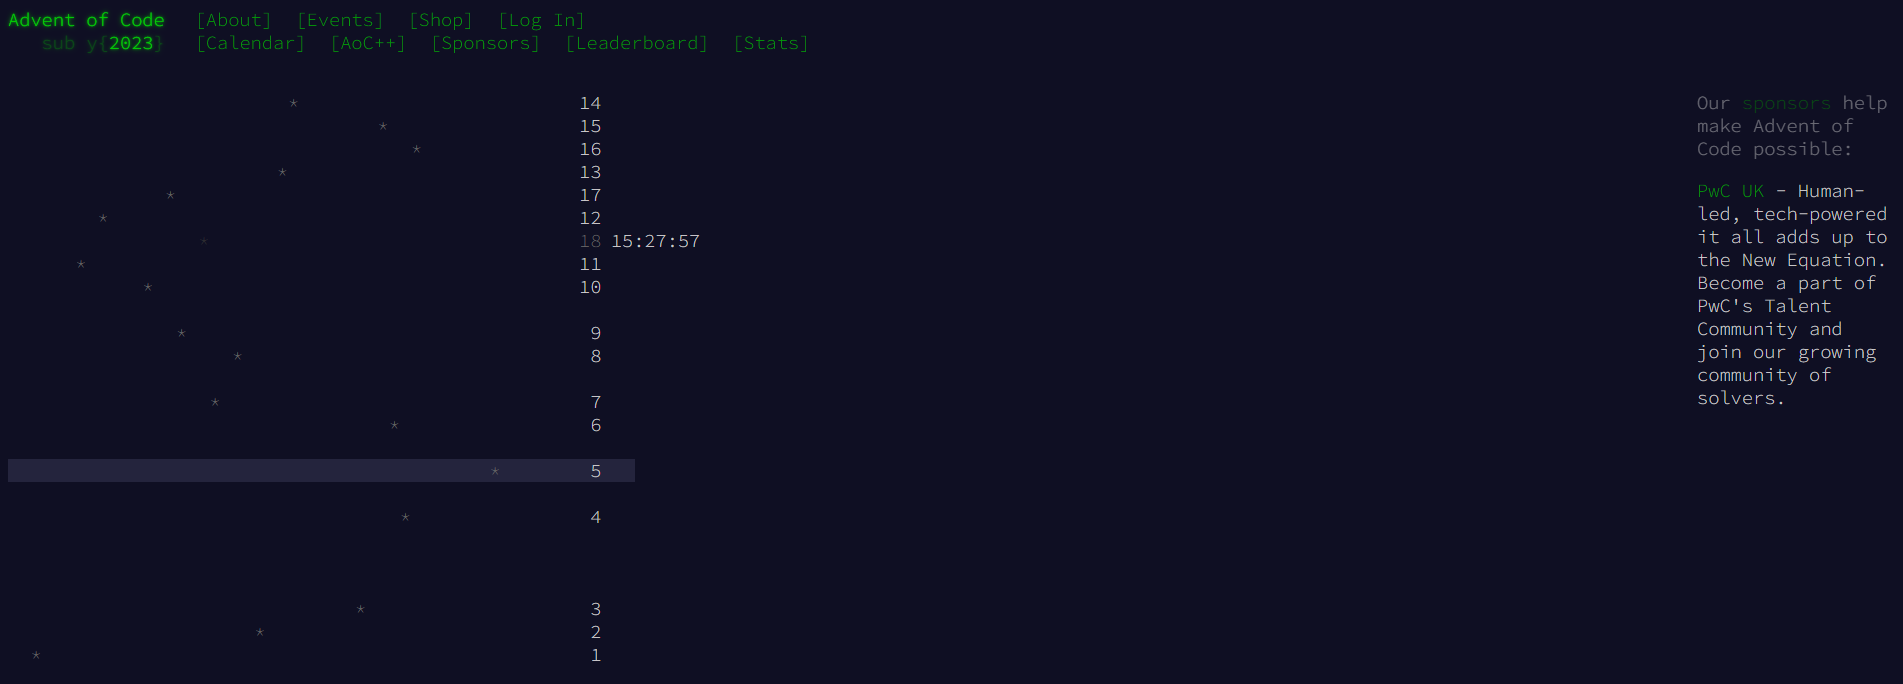 Advent of Code [About] [Events] [Shop] [Log In]
sub y{2023} [Calendar] [AoC++] [Sponsors] [Leaderboard] [Stats]
* 14
* 15
* 16
* 13
* 17
* 12
* 18 15:27:57
* 11
* 10
* 9
* 8
* 7
* 6
* 5
* 4
* 3
* 2
* 1
Our sponsors help
make Advent of
Code possible:
PwC UK - Human-
led, tech-powered
it all adds up to
the New Equation.
Become a part of
PwC's Talent
Community and
join our growing
community of
solvers.